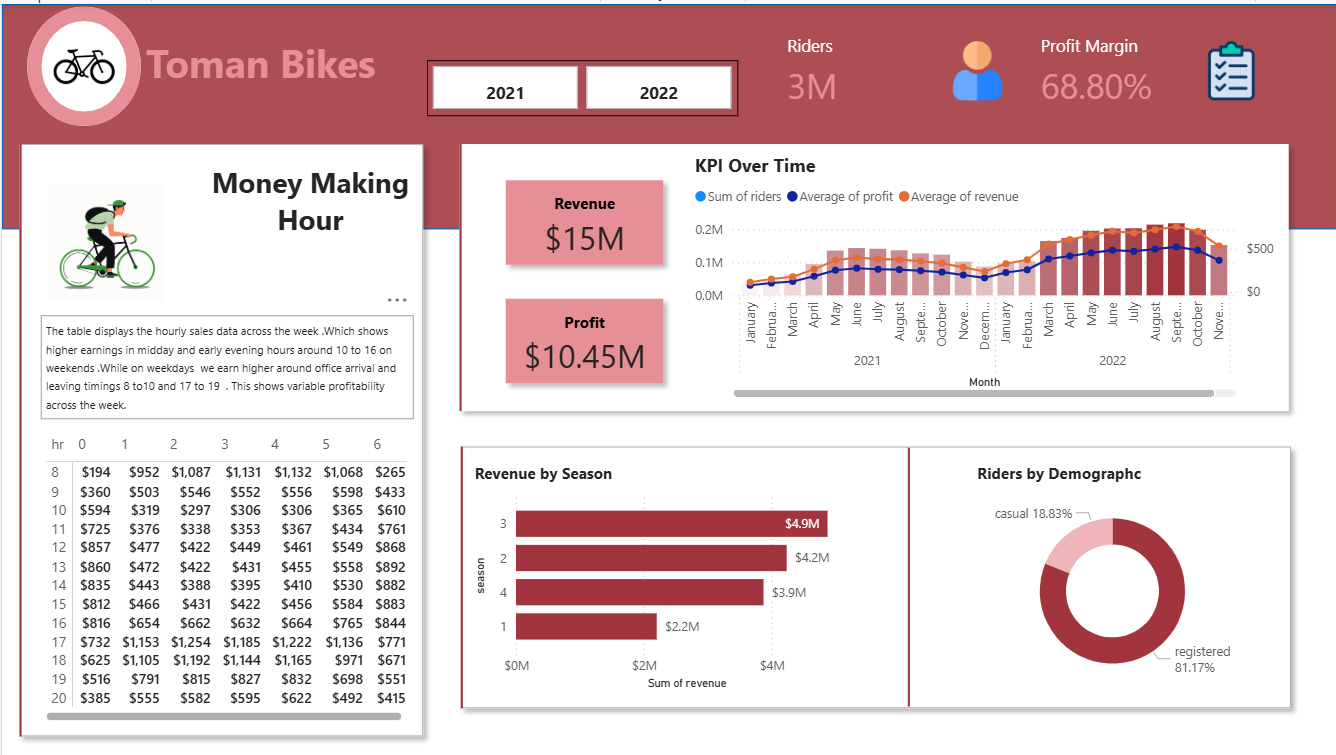 Toman Bikes
2021
2022
Riders
3M
Profit Margin
68.80%
Money Making
Hour
...
The table displays the hourly sales data across the week .Which shows
higher earnings in midday and early evening hours around 10 to 16 on
weekends .While on weekdays we earn higher around office arrival and
leaving timings 8 to10 and 17 to 19 . This shows variable profitability
across the week.
hr 0 1 2 3 4 5 6
8 $194 $952 $1,087 $1,131 $1,132 $1,068 $265
9 $360 $503 $546 $552 $556 $598 $433
10 $594 $319 $297 $306 $306 $365 $610
11 $725 $376 $338 $353 $367 $434 $761
12 $857 $477 $422 $449 $461 $549 $868
13 $860 $472 $422 $431 $455 $558 $892
14 $835 $443 $388 $395 $410 $530 $882
15 $812 $466 $431 $422 $456 $584 $883
16 $816 $654 $662 $632 $664 $765 $844
17 $732 $1,153 $1,254 $1,185 $1,222 $1,136 $771
18 $625 $1,105 $1,192 $1,144 $1,165 $971 $671
19 $516 $791 $815 $827 $832 $698 $551
20 $385 $555 $582 $595 $622 $492 $415
Revenue
$15M
Profit
$10.45M
KPI Over Time
Sum of riders Average of profit Average of revenue
0.2M
0.1M
0.0M
$500
$0
January
Februa...
March
April
May
June
July
August
Septe...
October
Nove...
Decem...
January
Februa...
March
April
May
June
July
August
Septe...
October
Nove...
2021
2022
Month
Revenue by Season
season
3 $4.9M
2 $4.2M
4 $3.9M
1 $2.2M
$0M $2M $4M
Sum of revenue
Riders by Demographc
casual 18.83%
registered
81.17%